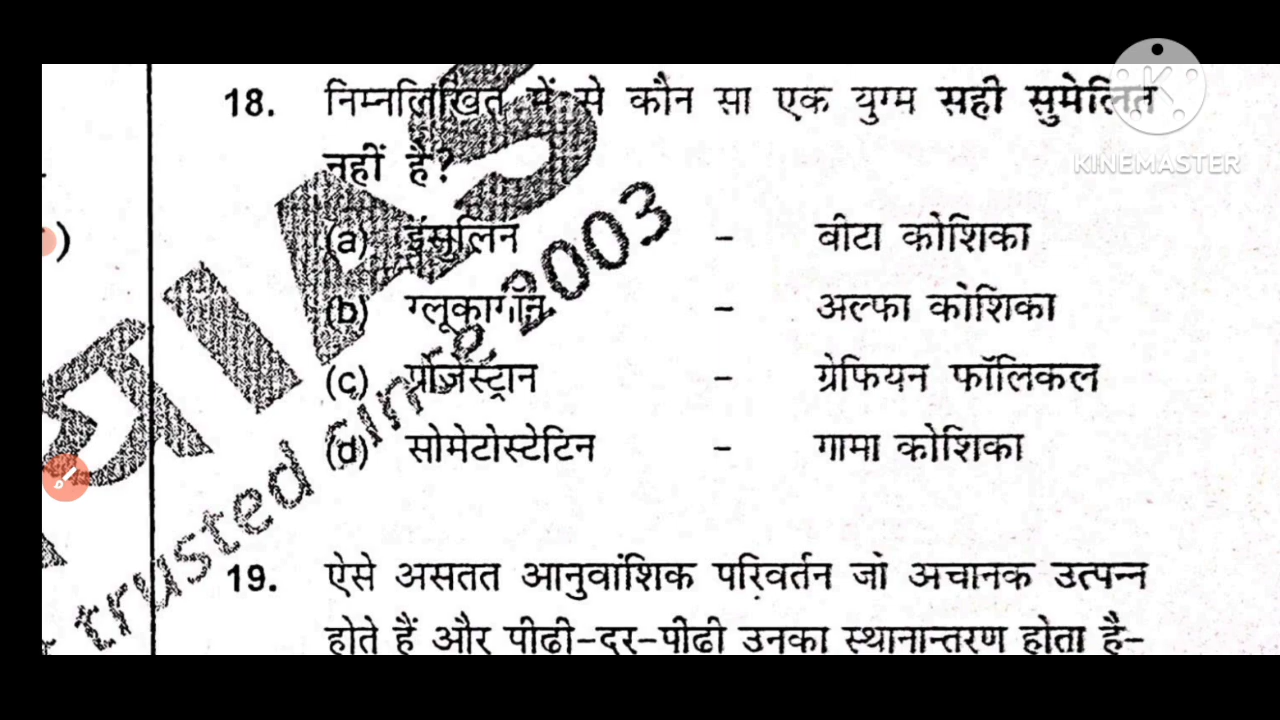 KINEMASTER
18. निम्नलिखित में से कौन सा एक युग्म सही सुमेलित
नहीं है?
(a) इंसुलिन – बीटा कोशिका
(b) ग्लूकागॉन – अल्फा कोशिका
(c) प्रोजेस्ट्रान – ग्रेफियन फॉलिकल
(d) सोमेटोस्टेटिन – गामा कोशिका
trusted since 2003
19. ऐसे असतत आनुवांशिक परिवर्तन जो अचानक उत्पन्न
होते हैं और पीढी-दर-पीढी उनका स्थानान्तरण होता है-